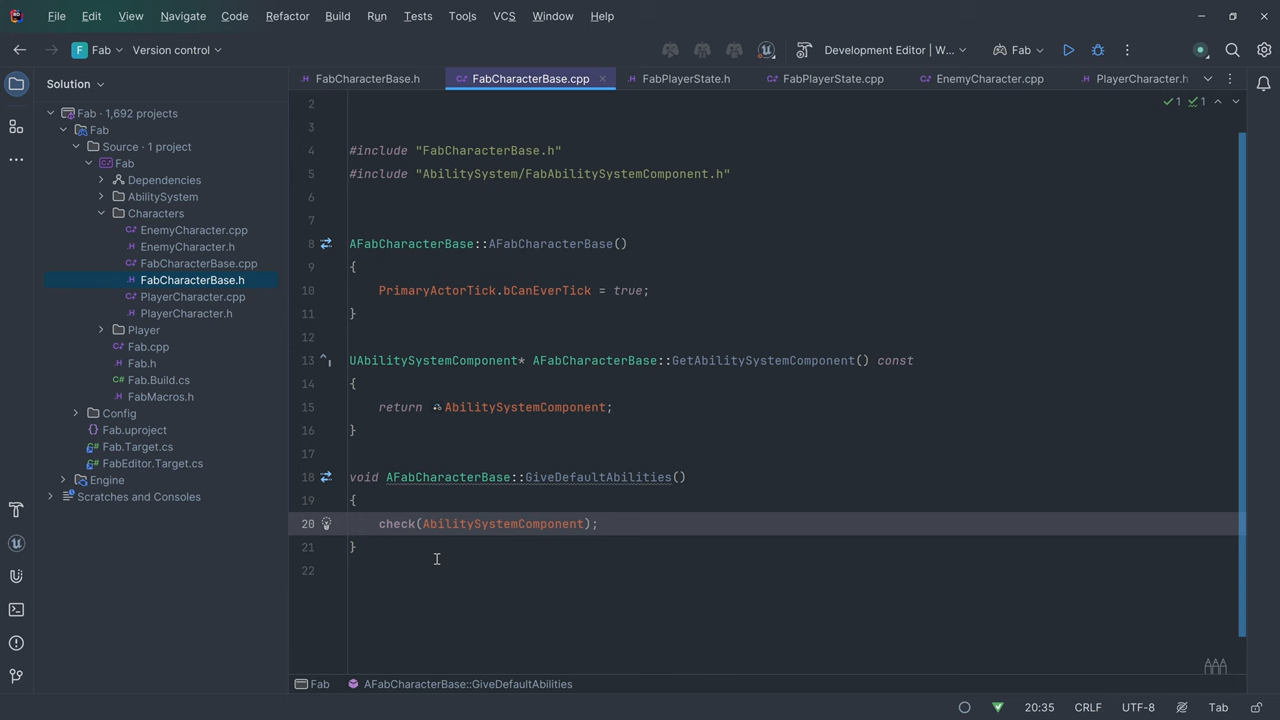 File Edit View Navigate Code Refactor Build Run Tests Tools VCS Window Help
F Fab Version control Development Editor | W... Fab
Solution
FabCharacterBase.h FabCharacterBase.cpp FabPlayerState.h FabPlayerState.cpp EnemyCharacter.cpp PlayerCharacter.h
Fab · 1,692 projects
Fab
Source · 1 project
Fab
Dependencies
AbilitySystem
Characters
EnemyCharacter.cpp
EnemyCharacter.h
FabCharacterBase.cpp
FabCharacterBase.h
PlayerCharacter.cpp
PlayerCharacter.h
Player
Fab.cpp
Fab.h
Fab.Build.cs
FabMacros.h
Config
Fab.uproject
Fab.Target.cs
FabEditor.Target.cs
Engine
Scratches and Consoles
1 1
2
3
4 #include "FabCharacterBase.h"
5 #include "AbilitySystem/FabAbilitySystemComponent.h"
6
7
8 AFabCharacterBase::AFabCharacterBase()
9 {
10 PrimaryActorTick.bCanEverTick = true;
11 }
12
13 UAbilitySystemComponent* AFabCharacterBase::GetAbilitySystemComponent() const
14 {
15 return AbilitySystemComponent;
16 }
17
18 void AFabCharacterBase::GiveDefaultAbilities()
19 {
20 check(AbilitySystemComponent);
21 }
22
Fab AFabCharacterBase::GiveDefaultAbilities
20:35 CRLF UTF-8 Tab